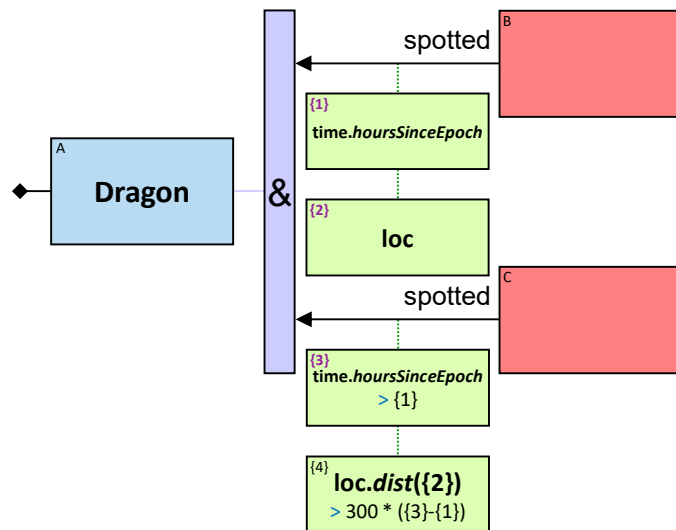 B
spotted
{1}
time.hoursSinceEpoch
A
Dragon
&
{2}
loc
C
spotted
{3}
time.hoursSinceEpoch
> {1}
{4}
loc.dist({2})
> 300 * ({3}-{1})